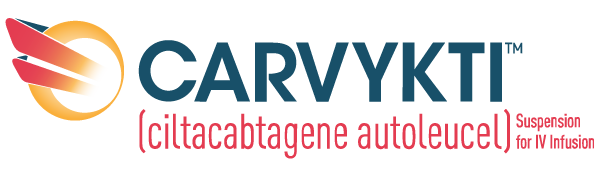 CARVYKTI™
(ciltacabtagene autoleucel) Suspension
for IV Infusion